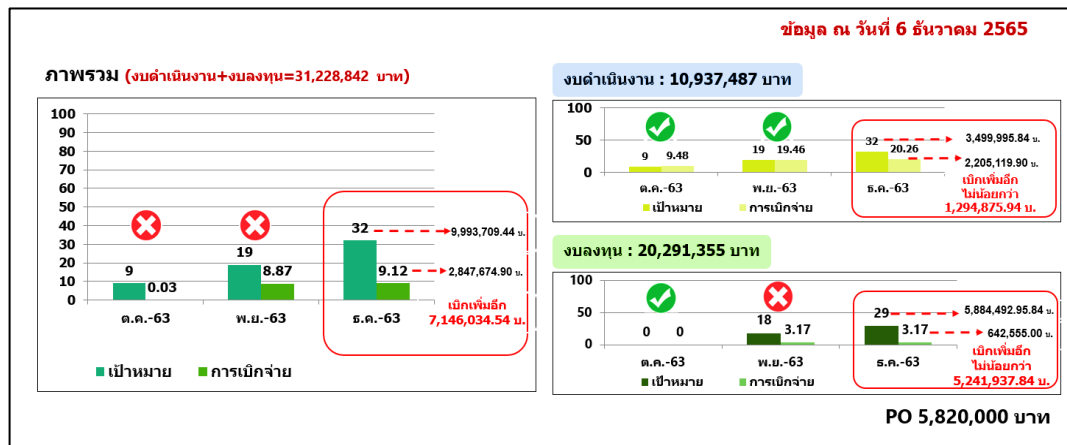 ข้อมูล ณ วันที่ 6 ธันวาคม 2565
ภาพรวม (งบดำเนินงาน+งบลงทุน=31,228,842 บาท)
100
90
80
70
60
50
40
30
20
10
0
9
0.03
19
8.87
32
9.12
9,993,709.44 บ.
2,847,674.90 บ.
เบิกเพิ่มอีก
7,146,034.54 บ.
ต.ค.-63
พ.ย.-63
ธ.ค.-63
เป้าหมาย
การเบิกจ่าย
งบดำเนินงาน : 10,937,487 บาท
100
50
0
9
9.48
19
19.46
32
20.26
3,499,995.84 บ.
2,205,119.90 บ.
เบิกเพิ่มอีก
ไม่น้อยกว่า
1,294,875.94 บ.
ต.ค.-63
พ.ย.-63
ธ.ค.-63
เป้าหมาย
การเบิกจ่าย
งบลงทุน : 20,291,355 บาท
100
50
0
0
0
18
3.17
29
3.17
5,884,492.95.84 บ.
642,555.00 บ.
เบิกเพิ่มอีก
ไม่น้อยกว่า
5,241,937.84 บ.
ต.ค.-63
พ.ย.-63
ธ.ค.-63
เป้าหมาย
การเบิกจ่าย
PO 5,820,000 บาท